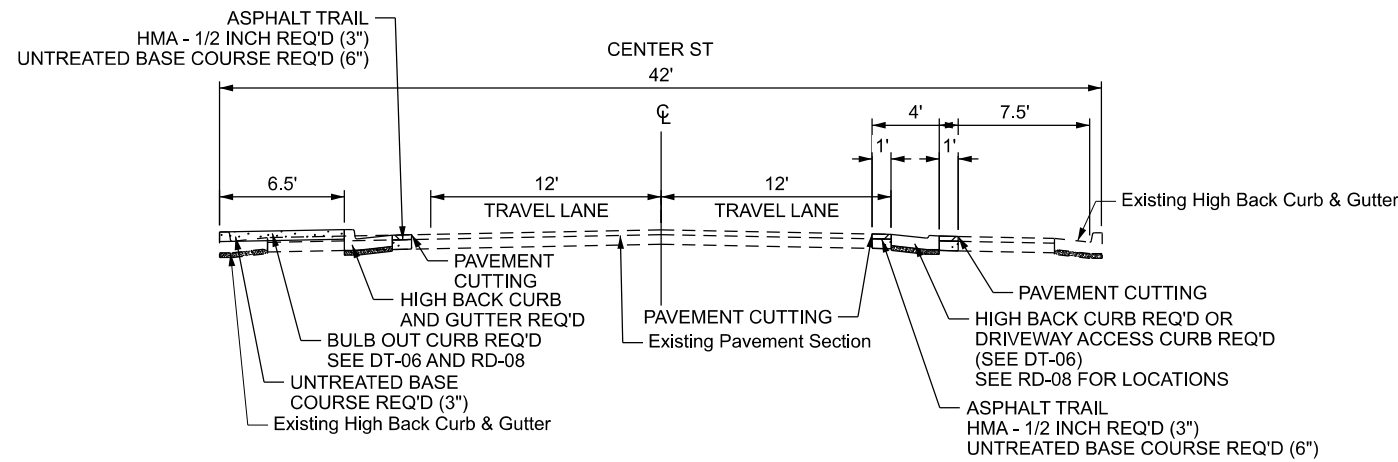 ASPHALT TRAIL
HMA - 1/2 INCH REQ'D (3")
UNTREATED BASE COURSE REQ'D (6")
CENTER ST
42'
℄
4'
7.5'
1'
1'
6.5'
12'
12'
TRAVEL LANE
TRAVEL LANE
Existing High Back Curb & Gutter
PAVEMENT
CUTTING
HIGH BACK CURB
AND GUTTER REQ'D
BULB OUT CURB REQ'D
SEE DT-06 AND RD-08
UNTREATED BASE
COURSE REQ'D (3")
Existing High Back Curb & Gutter
PAVEMENT CUTTING
Existing Pavement Section
PAVEMENT CUTTING
HIGH BACK CURB REQ'D OR
DRIVEWAY ACCESS CURB REQ'D
(SEE DT-06)
SEE RD-08 FOR LOCATIONS
ASPHALT TRAIL
HMA - 1/2 INCH REQ'D (3")
UNTREATED BASE COURSE REQ'D (6")